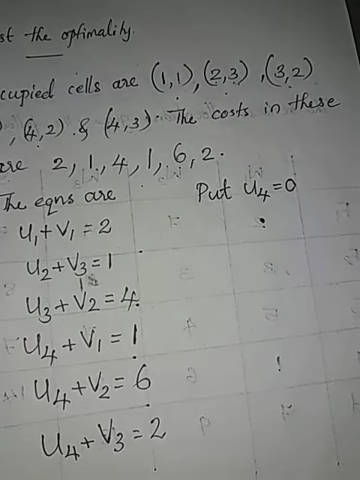 st the optimality.
cupied cells are (1,1), (2,3), (3,2)
), (4,2) & (4,3). The costs in these
are 2, 1, 4, 1, 6, 2.
The eqns are Put U4=0
U1+V1=2
U2+V3=1
U3+V2=4
U4+V1=1
U4+V2=6
U4+V3=2